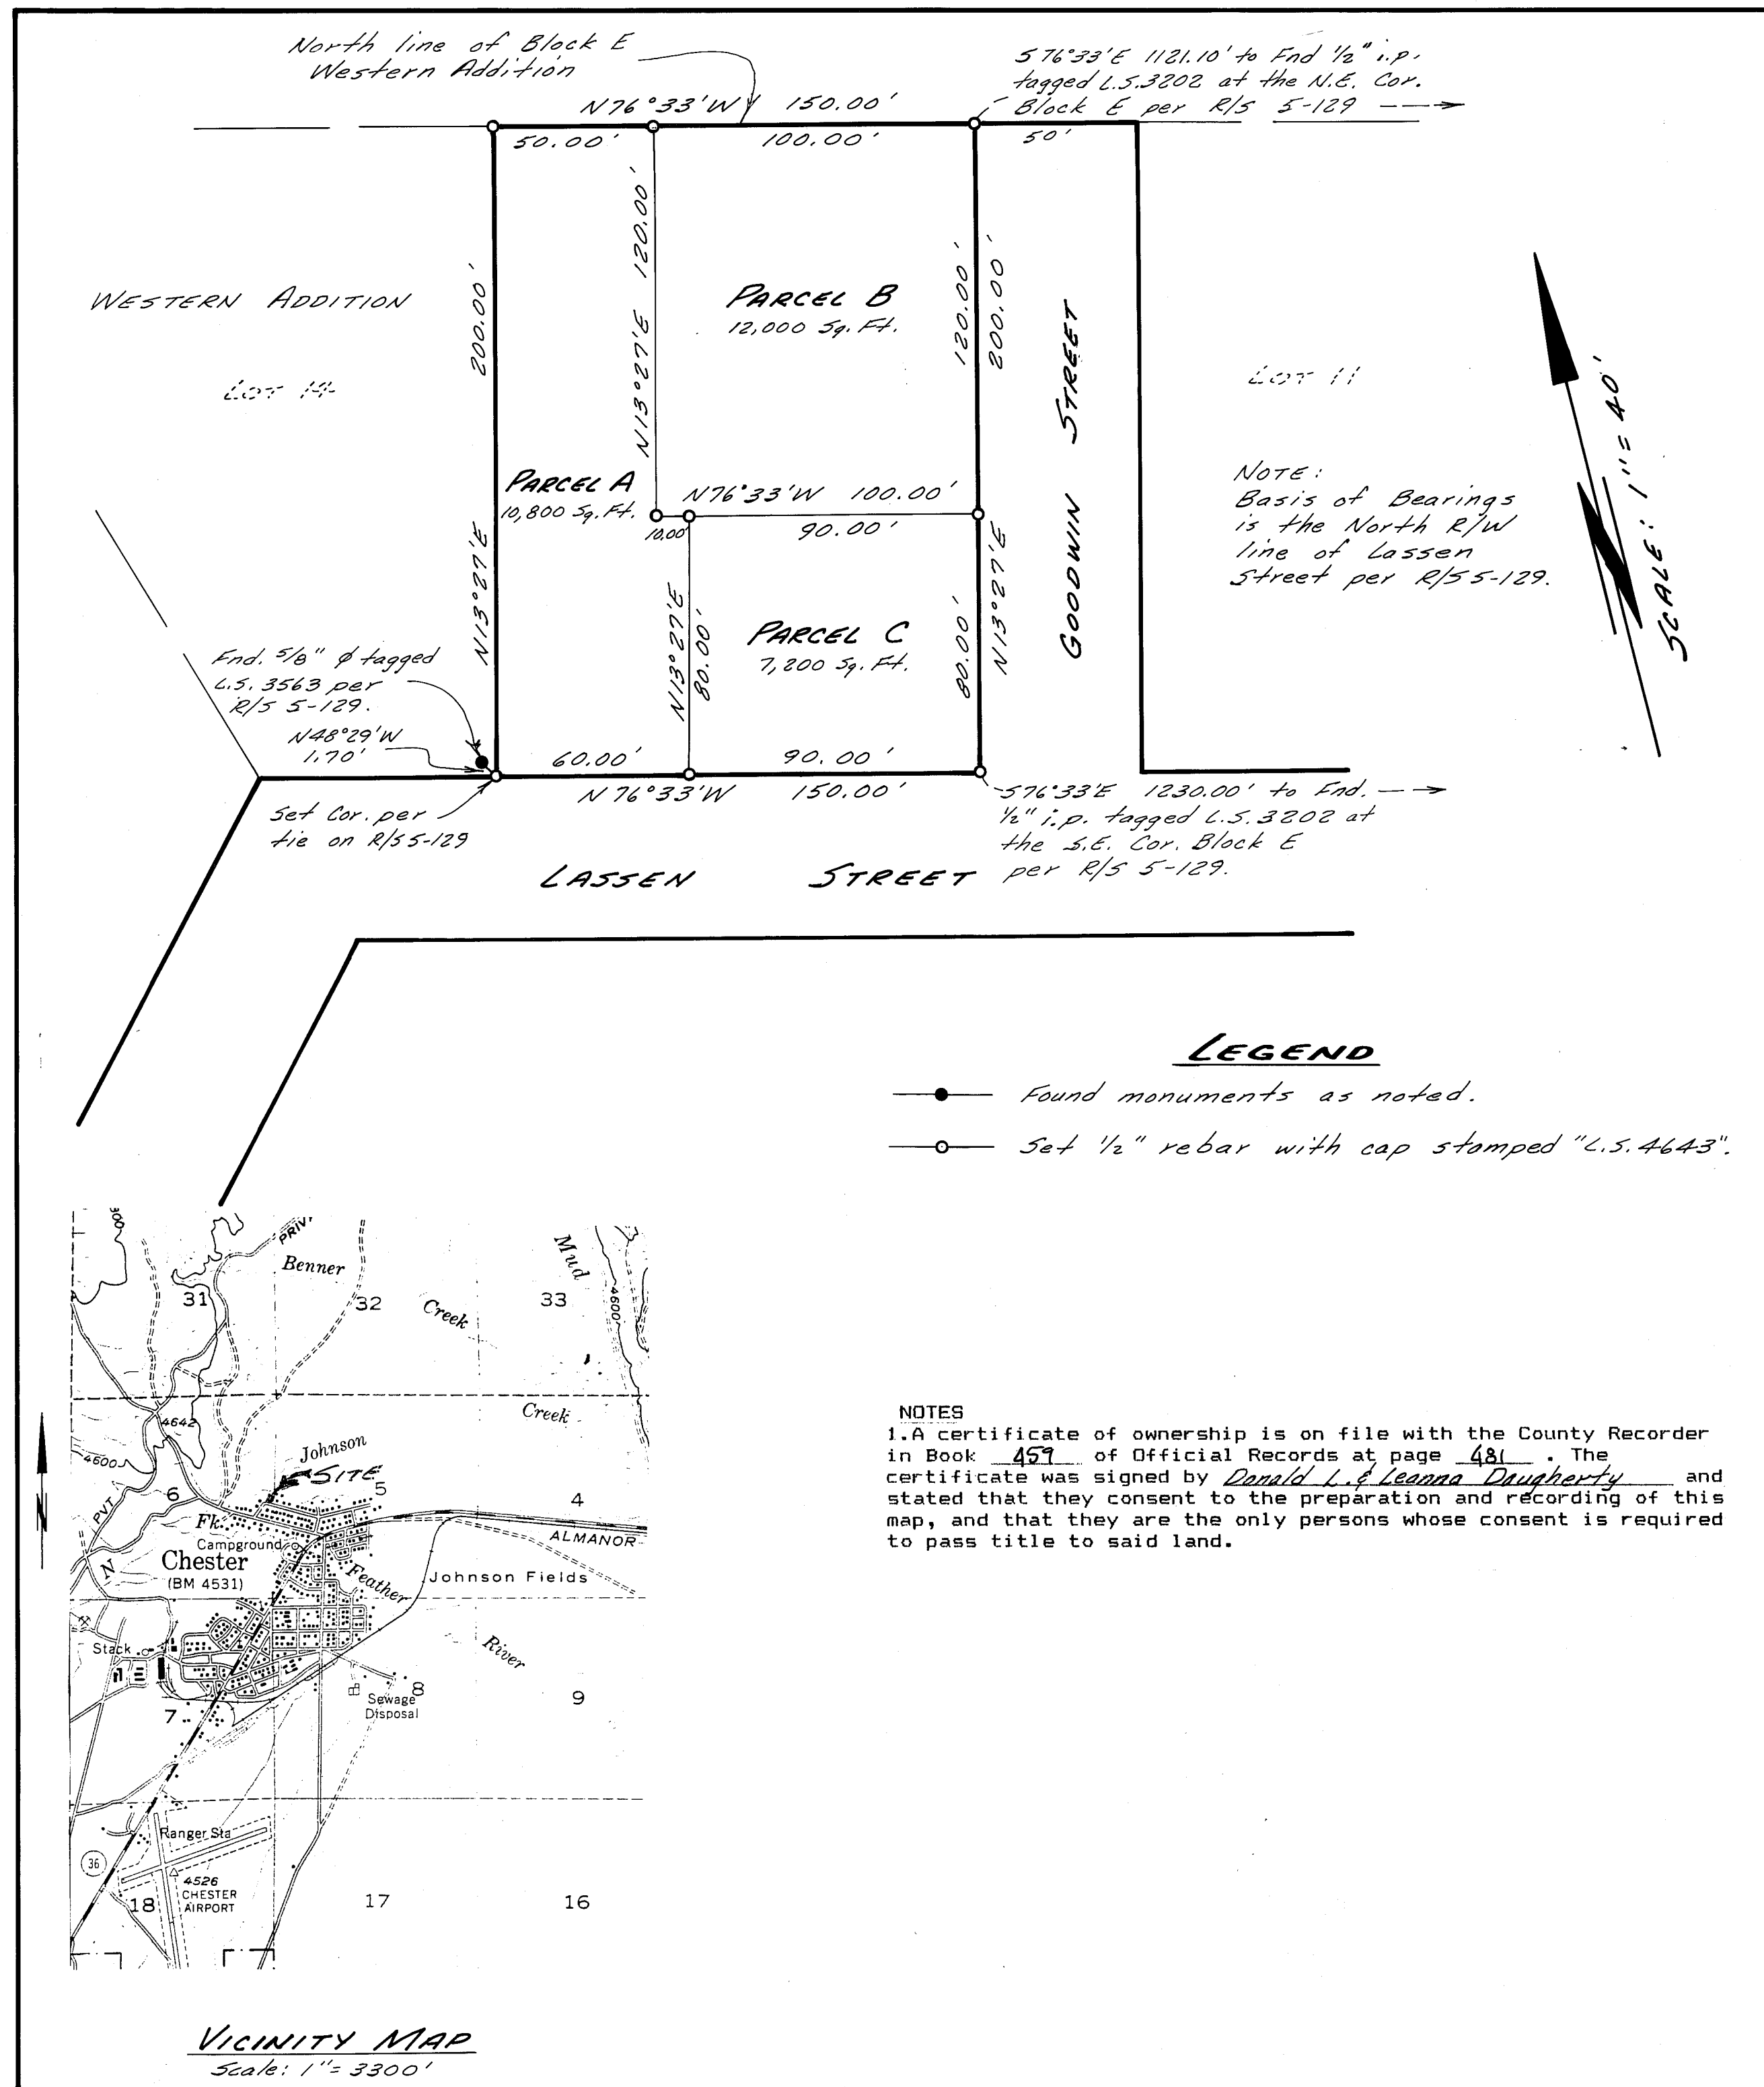 North line of Block E
Western Addition
S 76°33'E 1121.10' to Fnd 1/2" i.p.
tagged L.S.3202 at the N.E. Cor.
Block E per R/S 5-129
N76°33'W 150.00'
50.00'
100.00'
50'
WESTERN ADDITION
LOT 14
200.00'
N13°27'E
N13°27'E 120.00'
PARCEL B
12,000 Sq. Ft.
120.00'
200.00'
GOODWIN STREET
LOT 11
SCALE: 1"= 40'
NOTE:
Basis of Bearings
is the North R/W
line of Lassen
Street per R/S 5-129.
PARCEL A
10,800 Sq. Ft.
N76°33'W 100.00'
10.00'
90.00'
N13°27'E
80.00'
PARCEL C
7,200 Sq. Ft.
80.00'
N13°27'E
Fnd. 5/8" ϕ tagged
L.S. 3563 per
R/S 5-129.
N48°29'W
1.70'
60.00'
90.00'
N 76°33'W 150.00'
Set Cor. per
tie on R/S 5-129
S76°33'E 1230.00' to Fnd.
1/2" i.p. tagged L.S. 3202 at
the S.E. Cor. Block E
per R/S 5-129.
LASSEN STREET
LEGEND
Found monuments as noted.
Set 1/2" rebar with cap stamped "L.S. 4643".
PRIV
Benner
Mud
31
32
Creek
33
4600
4642
Creek
4600
Johnson
SITE
N
PVT
6
5
4
Fk.
Campground
ALMANOR
Chester
(BM 4531)
N
Feather
Johnson Fields
Stack
River
8
Sewage
Disposal
9
7
Ranger Sta
36
4526
CHESTER
AIRPORT
18
17
16
NOTES
1.A certificate of ownership is on file with the County Recorder
in Book 459 of Official Records at page 481 . The
certificate was signed by Donald L. & Leanna Daugherty and
stated that they consent to the preparation and recording of this
map, and that they are the only persons whose consent is required
to pass title to said land.
VICINITY MAP
Scale: 1"= 3300'